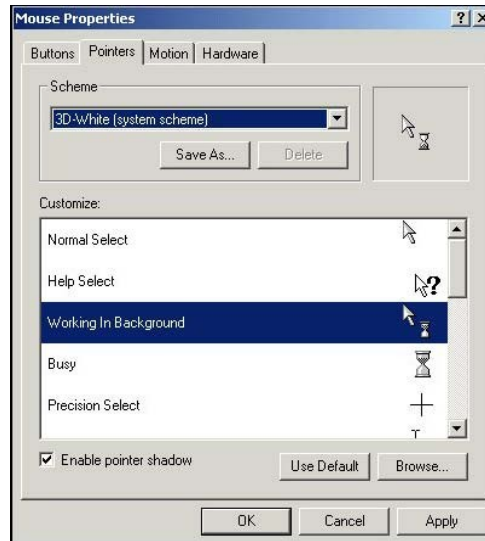 Mouse Properties
Buttons Pointers Motion Hardware
Scheme
3D-White (system scheme)
Save As... Delete
Customize:
Normal Select
Help Select
Working In Background
Busy
Precision Select
Enable pointer shadow
Use Default Browse...
OK Cancel Apply